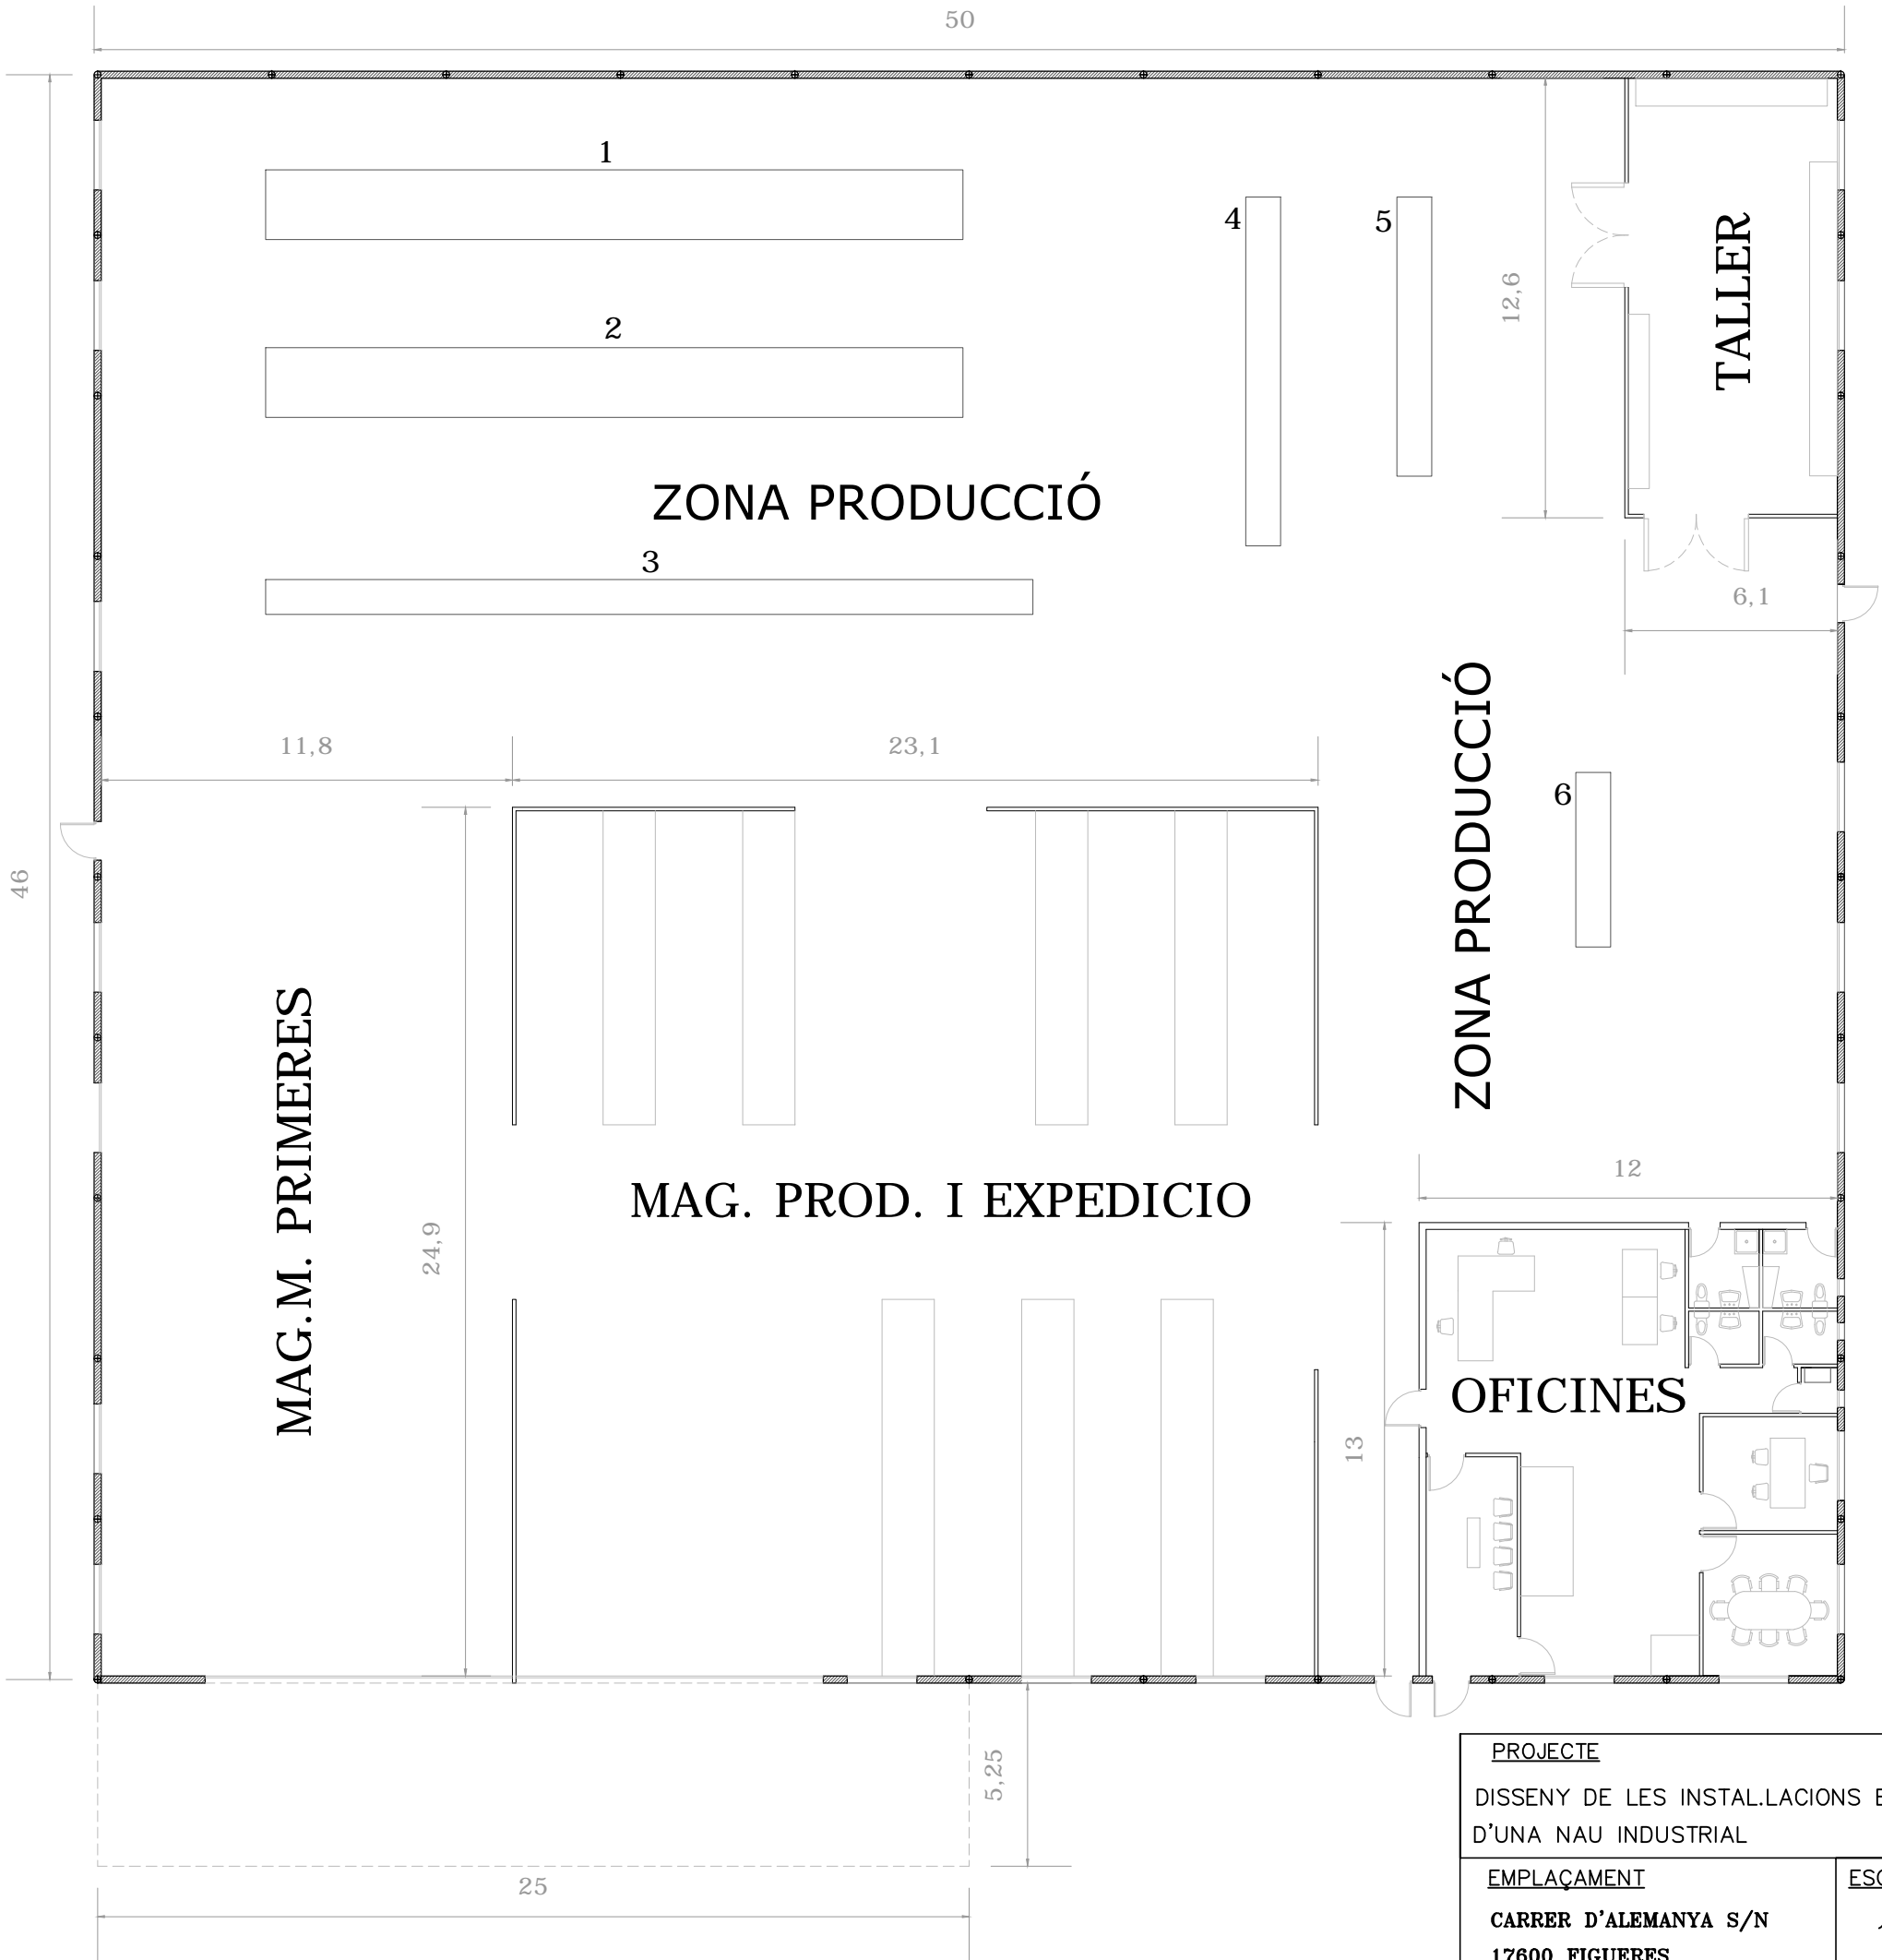 50
1
4
5
12,6
TALLER
2
ZONA PRODUCCIÓ
3
6,1
ZONA PRODUCCIÓ
11,8
23,1
6
46
MAG.M. PRIMERES
24,9
MAG. PROD. I EXPEDICIO
12
13
OFICINES
5,25
25
PROJECTE
DISSENY DE LES INSTAL.LACIONS
D'UNA NAU INDUSTRIAL
EMPLAÇAMENT
CARRER D'ALEMANYA S/N
17600 FIGUERES